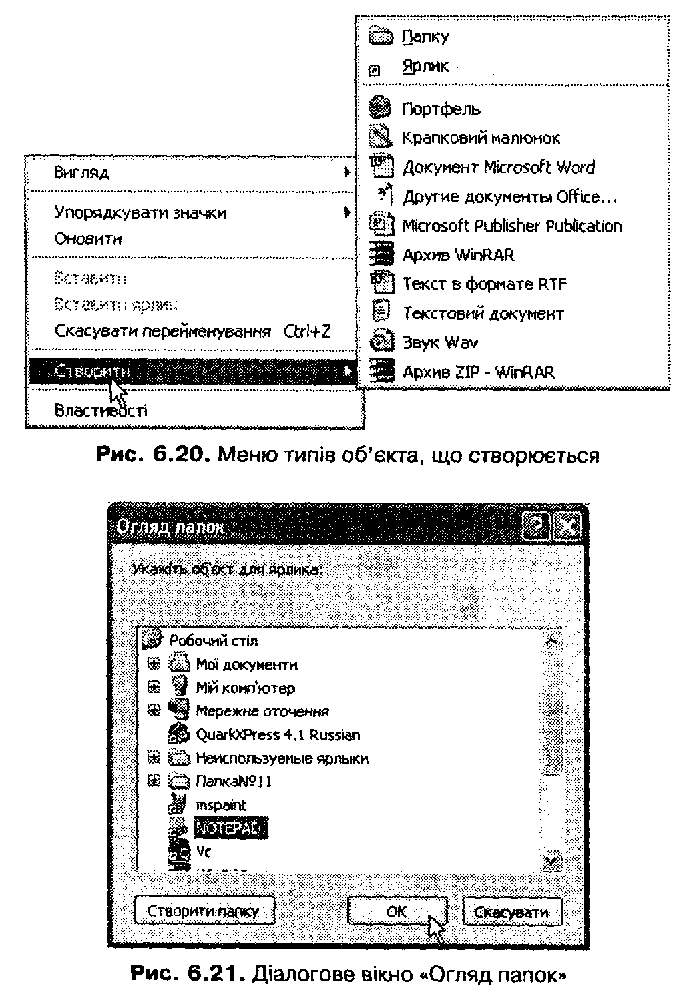 Папку
Ярлик
Портфель
Крапковий малюнок
Документ Microsoft Word
Другие документы Office...
Microsoft Publisher Publication
Архив WinRAR
Текст в формате RTF
Текстовий документ
Звук Wav
Архив ZIP - WinRAR
Вигляд
Упорядкувати значки
Оновити
Вставити
Вставити ярлик
Скасувати перейменування Ctrl+Z
Створити
Властивості
Рис. 6.20. Меню типів об’єкта, що створюється
Огляд папок
Укажіть об'єкт для ярлика:
Робочий стіл
Мої документи
Мій комп'ютер
Мережне оточення
QuarkXPress 4.1 Russian
Неиспользуемые ярлыки
Папка№11
mspaint
NOTEPAD
Vc
Створити папку
OK
Скасувати
Рис. 6.21. Діалогове вікно «Огляд папок»